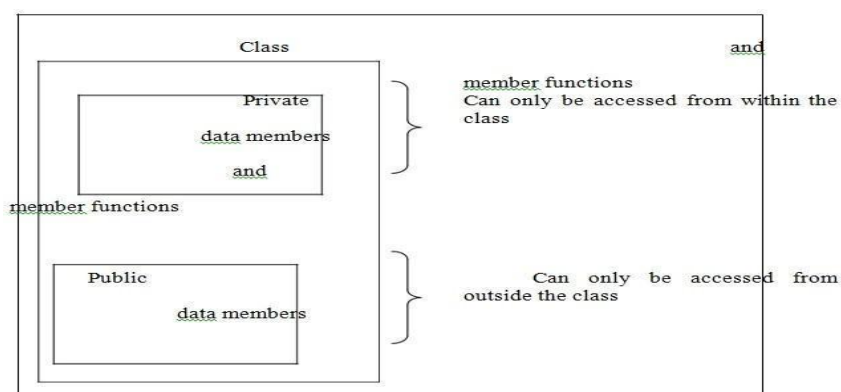 Class
and
member functions
Can only be accessed from within the
class
Private
data members
and
member functions
Public
data members
Can only be accessed from
outside the class